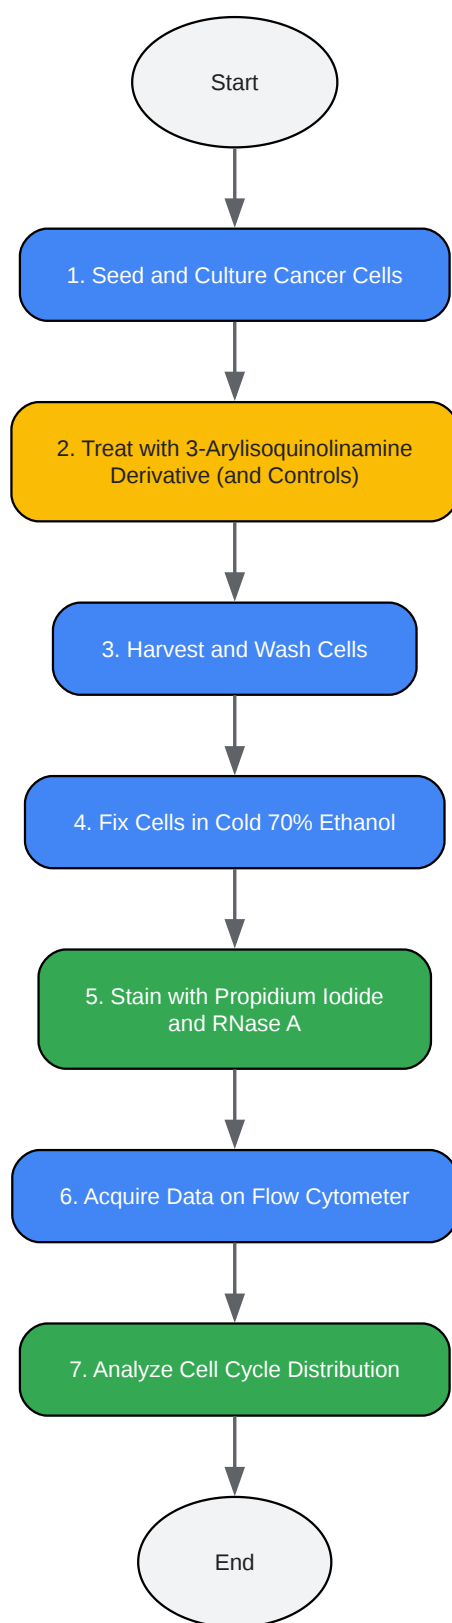 Start
1. Seed and Culture Cancer Cells
2. Treat with 3-Arylisoquinolinamine
Derivative (and Controls)
3. Harvest and Wash Cells
4. Fix Cells in Cold 70% Ethanol
5. Stain with Propidium Iodide
and RNase A
6. Acquire Data on Flow Cytometer
7. Analyze Cell Cycle Distribution
End